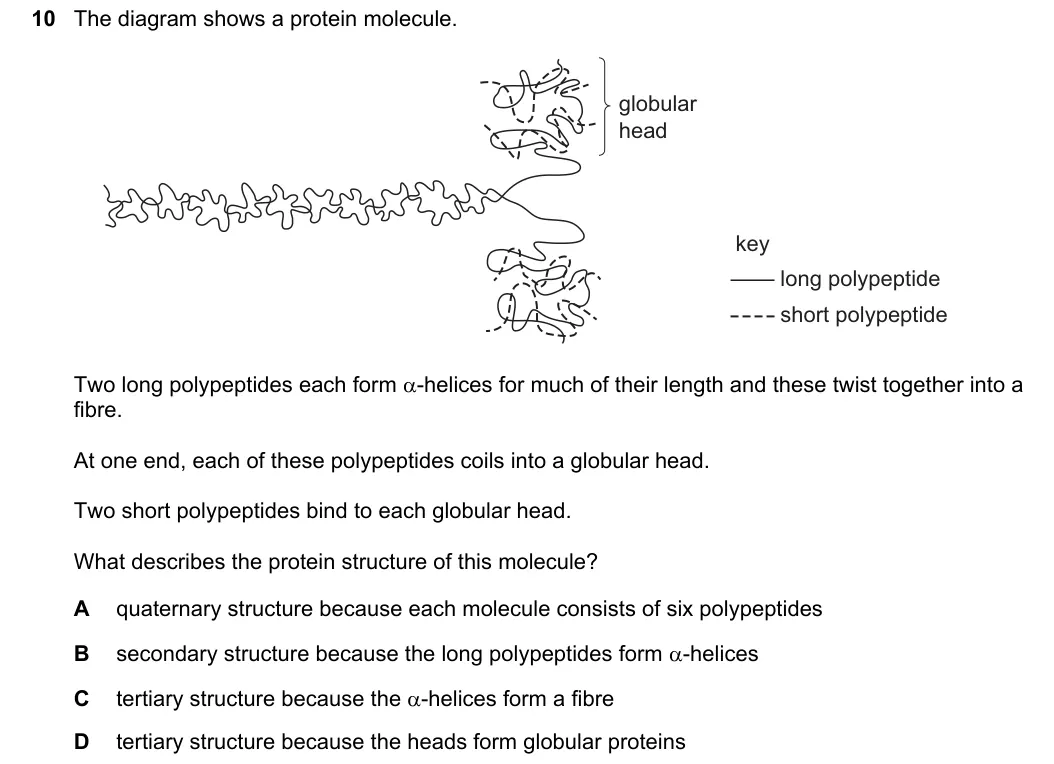 10 The diagram shows a protein molecule.
globular
head
key
long polypeptide
short polypeptide
Two long polypeptides each form α-helices for much of their length and these twist together into a
fibre.
At one end, each of these polypeptides coils into a globular head.
Two short polypeptides bind to each globular head.
What describes the protein structure of this molecule?
A quaternary structure because each molecule consists of six polypeptides
B secondary structure because the long polypeptides form α-helices
C tertiary structure because the α-helices form a fibre
D tertiary structure because the heads form globular proteins